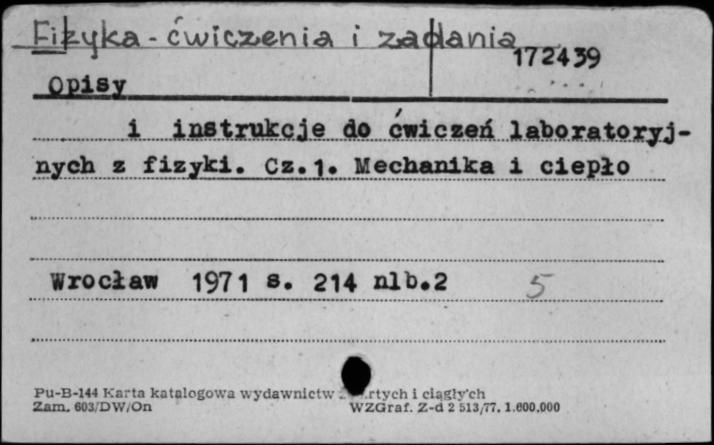 Fizyka - ćwiczenia i zadania
172439
Opisy
i instrukcje do ćwiczeń laboratoryj-
nych z fizyki. Cz.1. Mechanika i ciepło
Wrocław 1971 s. 214 nlb.2 5
Pu-B-144 Karta katalogowa wydawnictw i ciągłych
Zam. 603/DW/On WZGraf. Z-d 2 513/77. 1.600.000